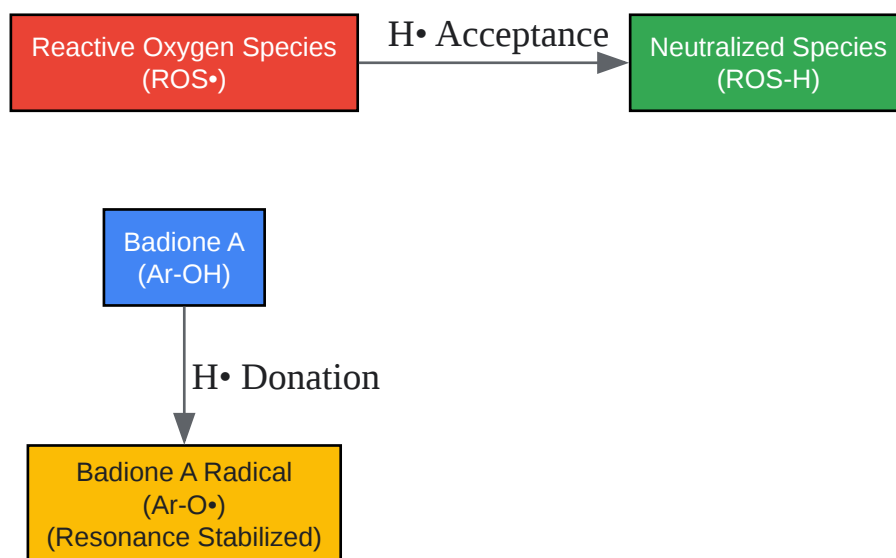 Reactive Oxygen Species
(ROS•)
H• Acceptance
Neutralized Species
(ROS-H)
Badione A
(Ar-OH)
H• Donation
Badione A Radical
(Ar-O•)
(Resonance Stabilized)